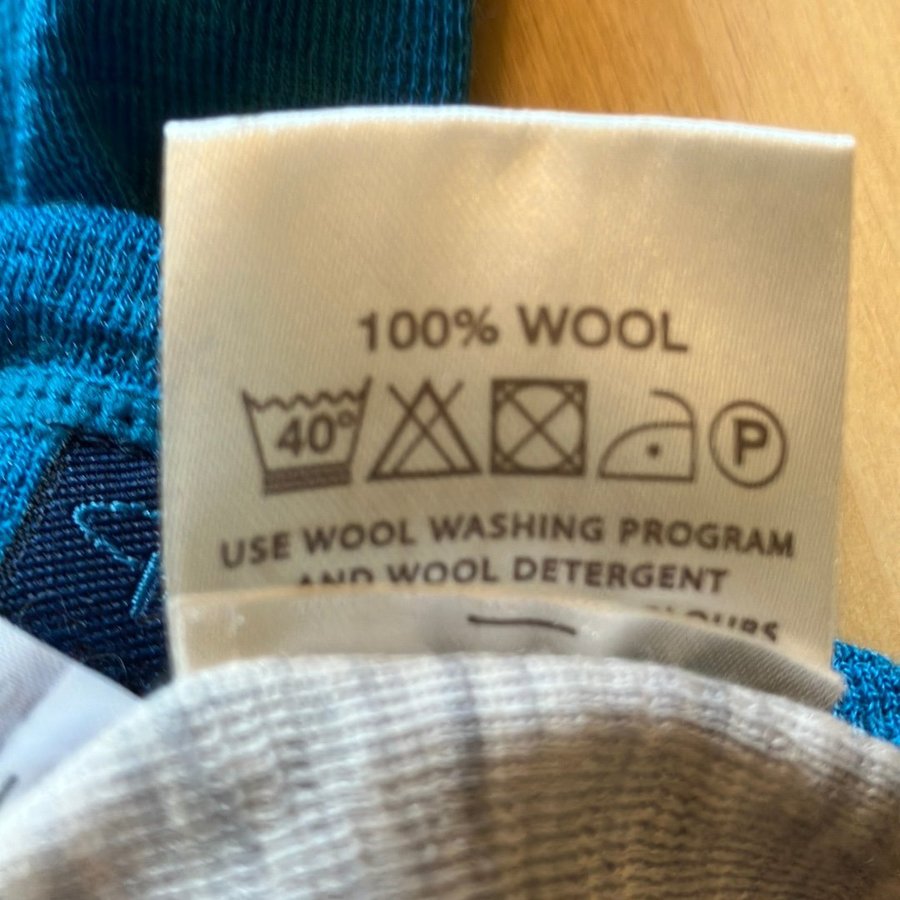 100% WOOL
40°
P
USE WOOL WASHING PROGRAM
AND WOOL DETERGENT